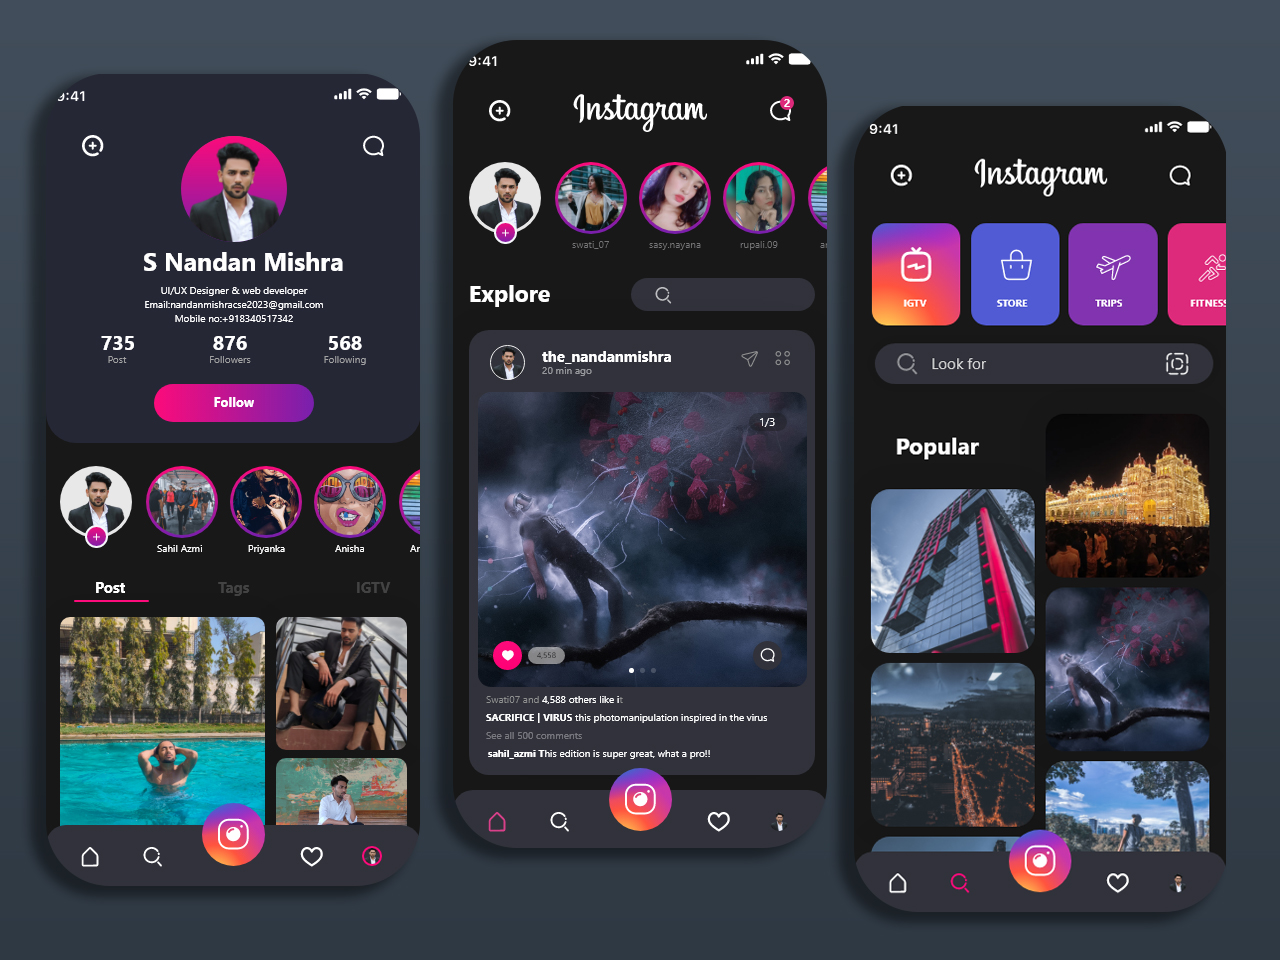 9:41
S Nandan Mishra
UI/UX Designer & web developer
Email:nandanmishracse2023@gmail.com
Mobile no:+918340517342
735 876 568
Post Followers Following
Follow
Sahil Azmi Priyanka Anisha Ar
Post Tags IGTV
9:41
Instagram
2
swati_07 sasy.nayana rupali.09 ar
Explore
the_nandanmishra
20 min ago
1/3
4,558
Swati07 and 4,588 others like it
SACRIFICE | VIRUS this photomanipulation inspired in the virus
See all 500 comments
sahil_azmi This edition is super great, what a pro!!
9:41
Instagram
IGTV STORE TRIPS FITNESS
Look for
Popular